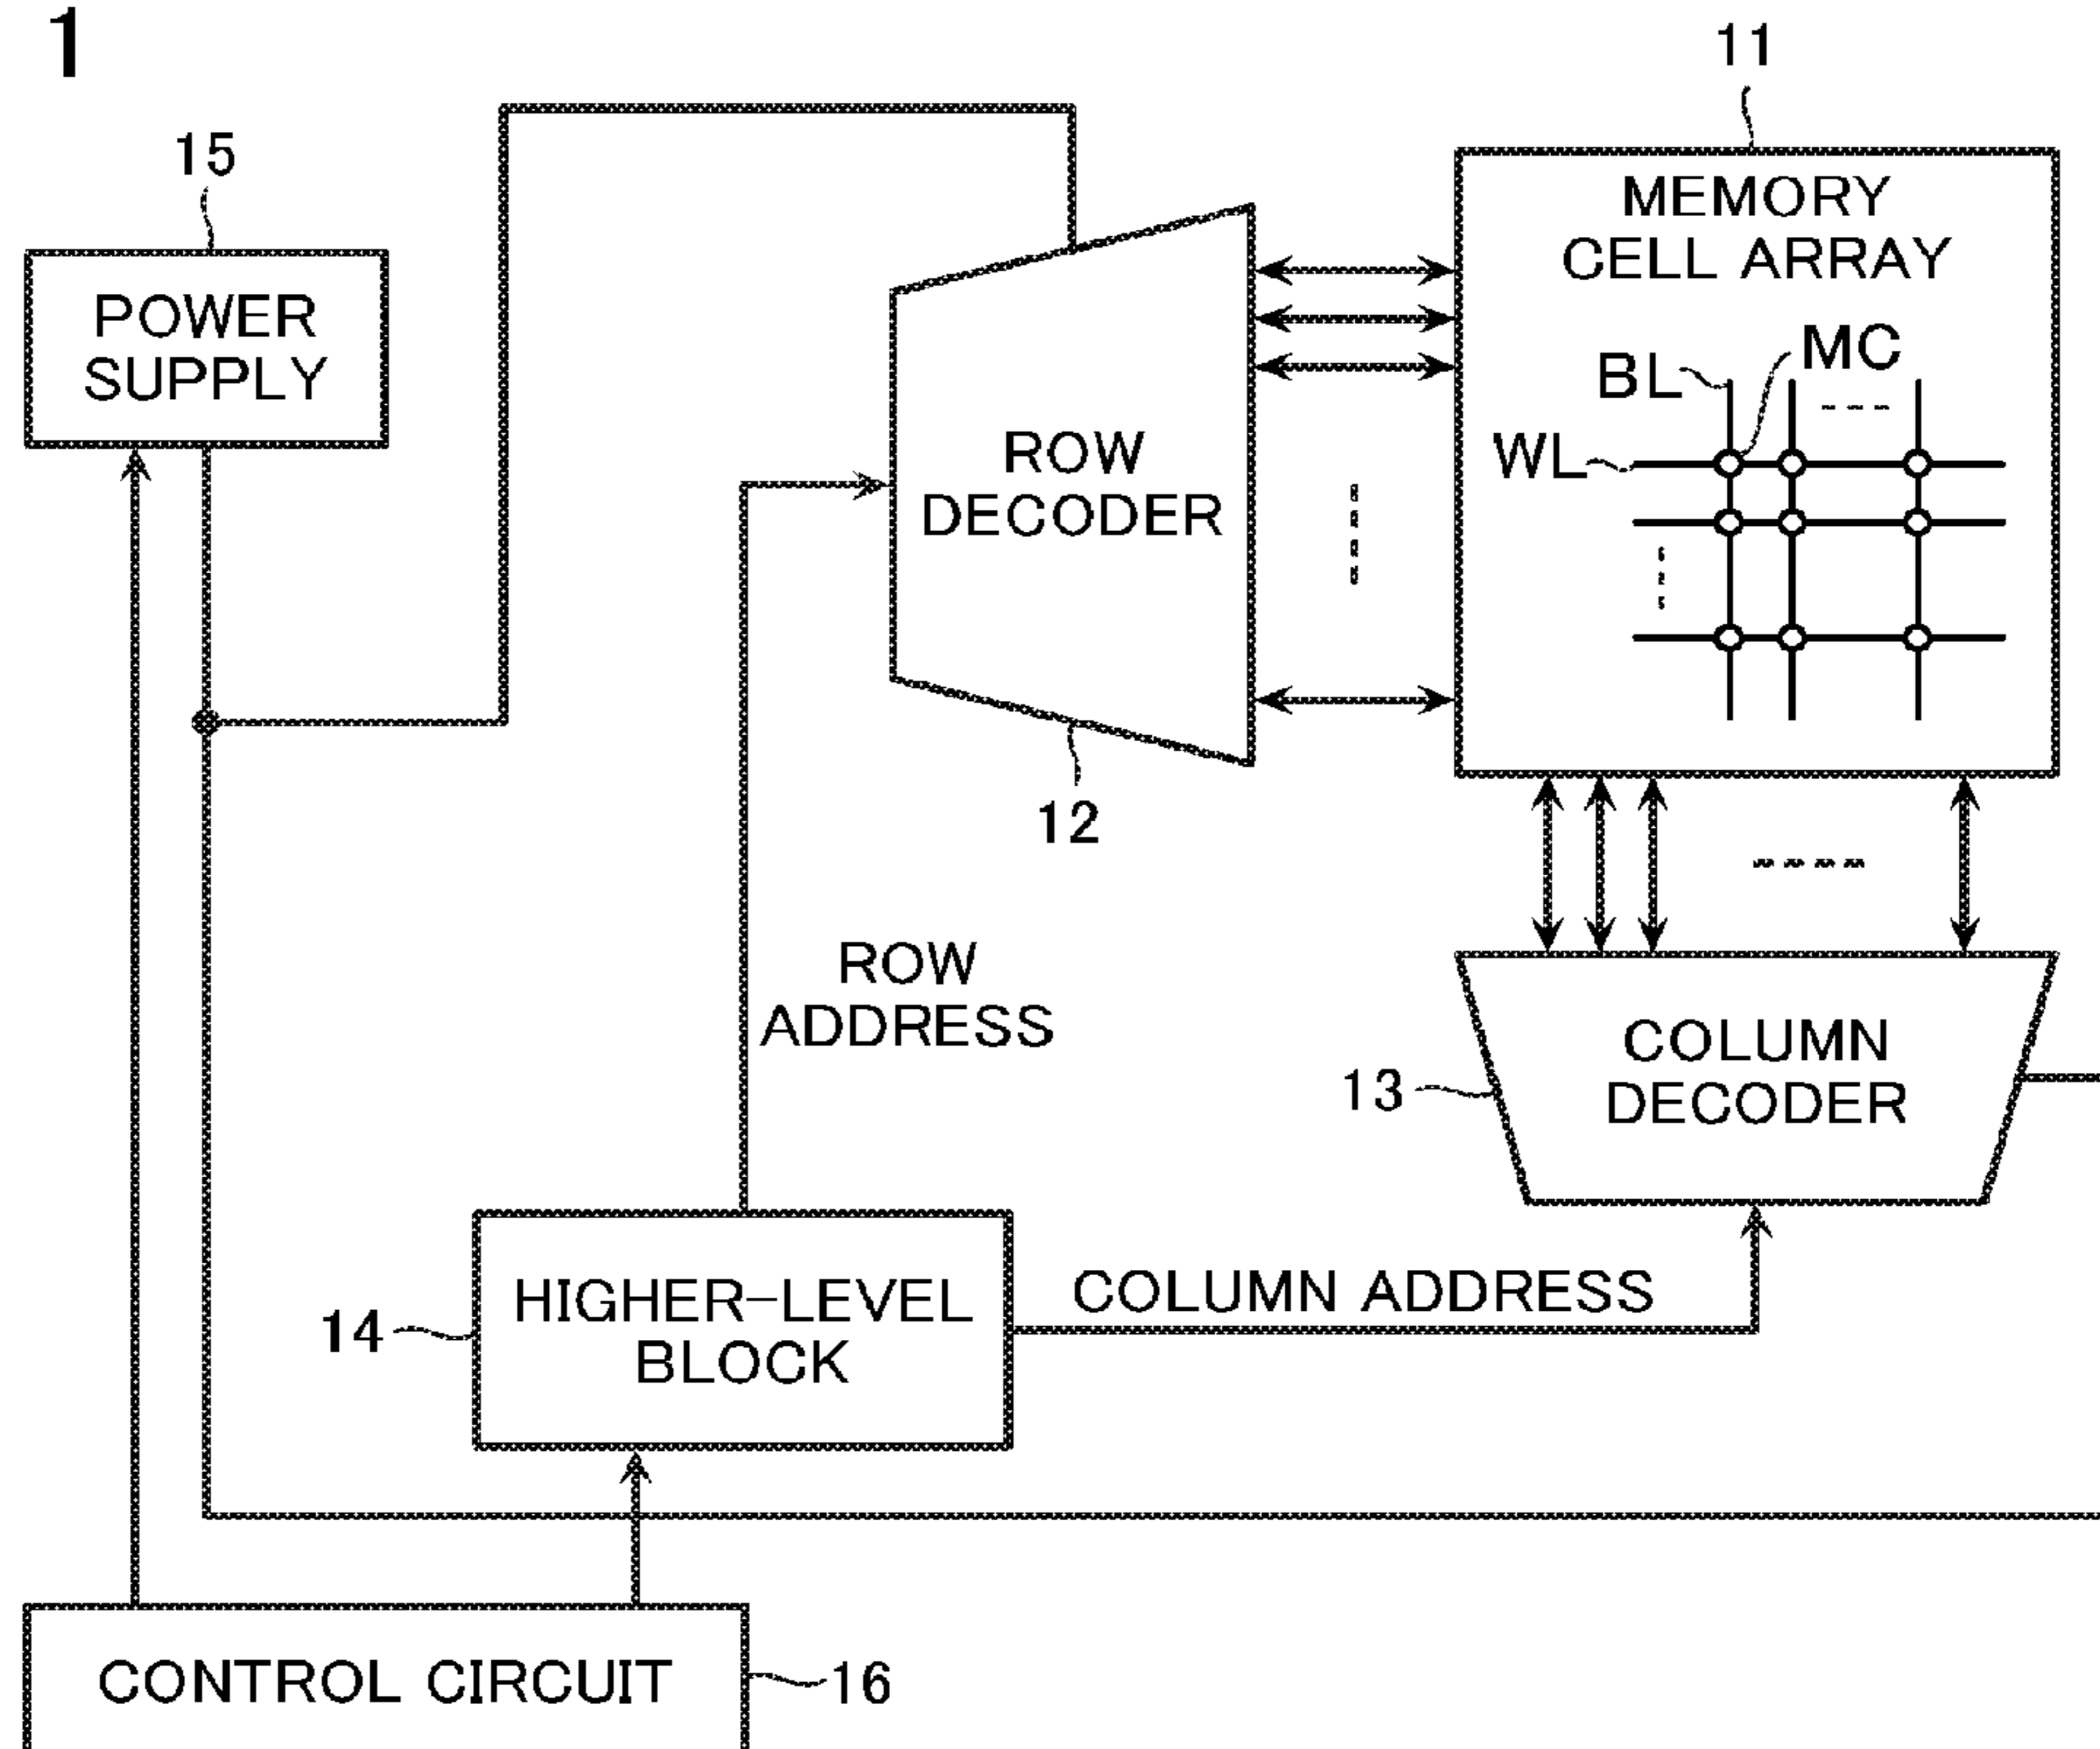 1
11
15
MEMORY
CELL ARRAY
POWER
SUPPLY
BL
MC
WL
ROW
DECODER
12
ROW
ADDRESS
COLUMN
DECODER
13
HIGHER-LEVEL
BLOCK
14
COLUMN ADDRESS
CONTROL CIRCUIT
16